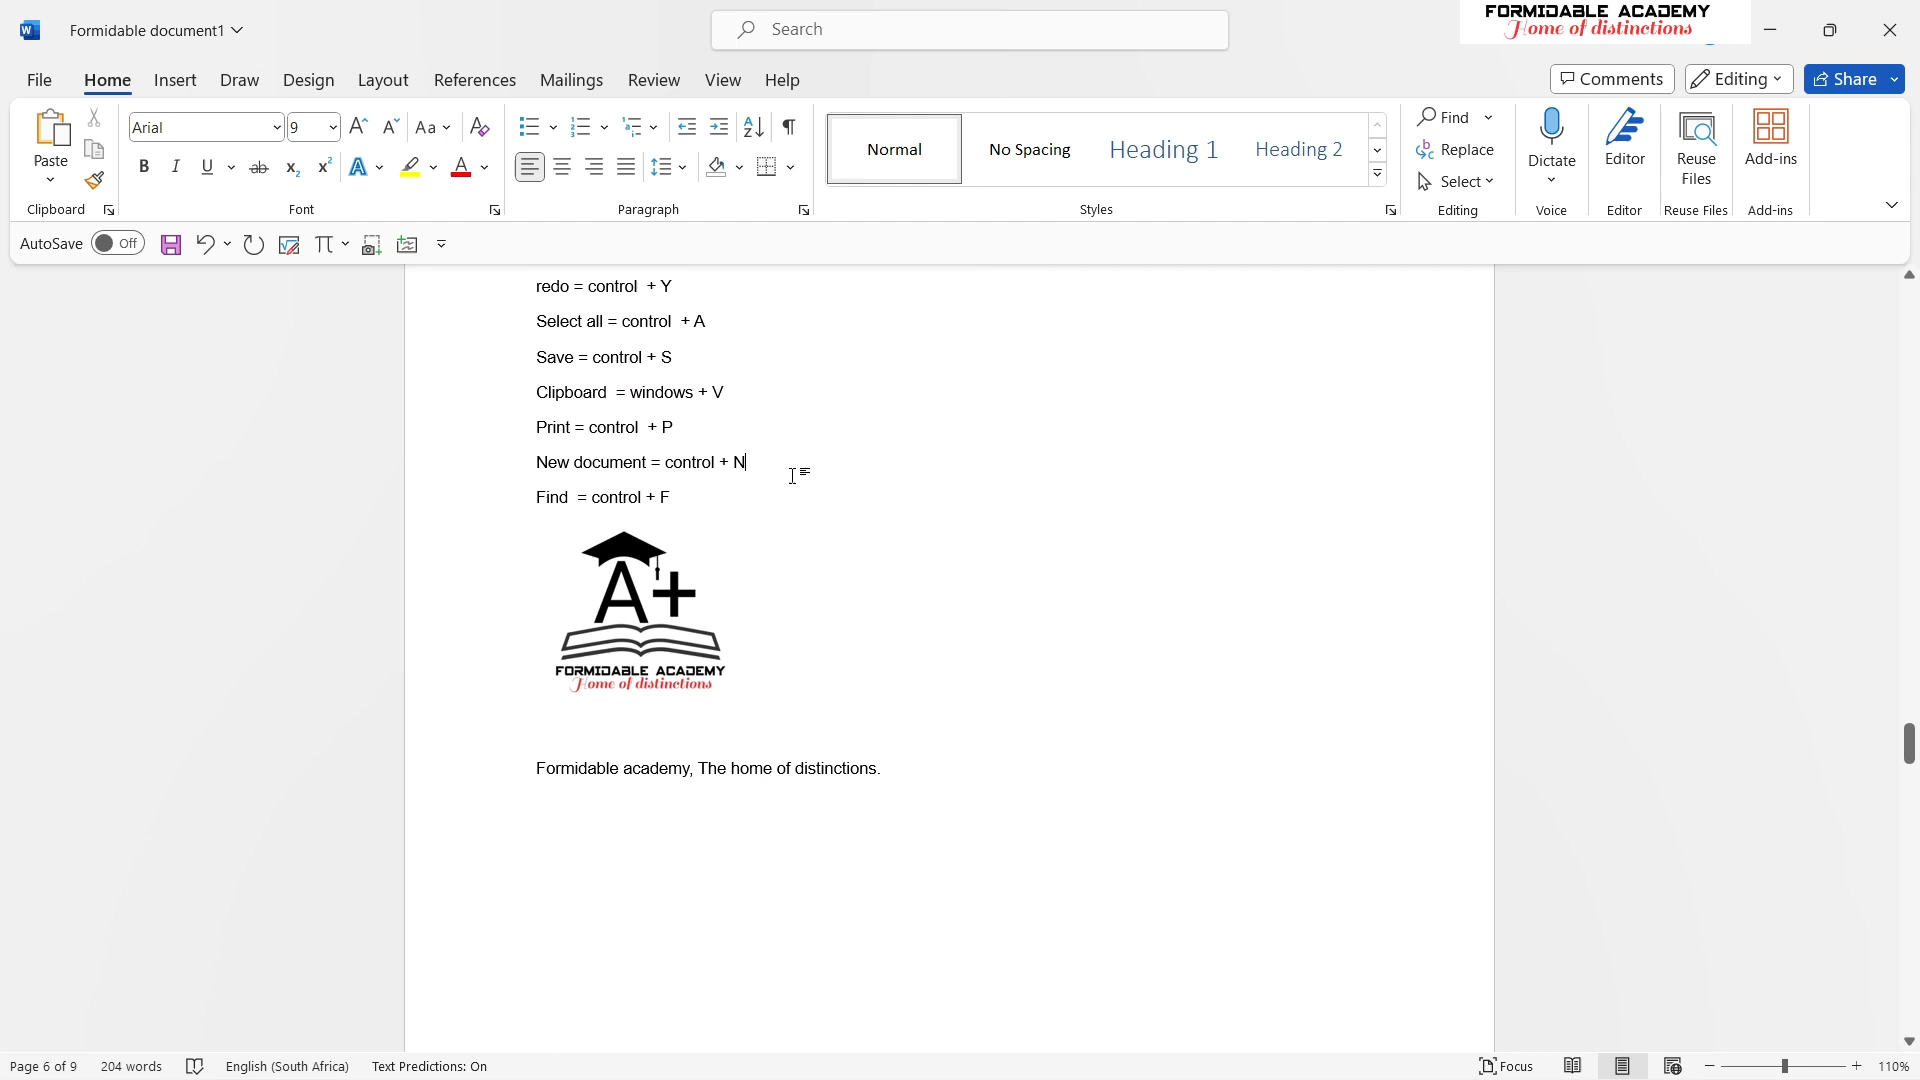 Formidable document1
Search
FORMIDABLE ACADEMY
Home of distinctions
File Home Insert Draw Design Layout References Mailings Review View Help
Comments Editing Share
Paste
Arial 9
Aa
B I U ab x₂ x² A A
Normal No Spacing Heading 1 Heading 2
Find
Replace
Select
Dictate
Editor
Reuse Files
Add-ins
Clipboard Font Paragraph Styles Editing Voice Editor Reuse Files Add-ins
AutoSave Off
redo = control + Y
Select all = control + A
Save = control + S
Clipboard = windows + V
Print = control + P
New document = control + N
Find = control + F
A+
FORMIDABLE ACADEMY
Home of distinctions
Formidable academy, The home of distinctions.
Page 6 of 9 204 words English (South Africa) Text Predictions: On Focus 110%